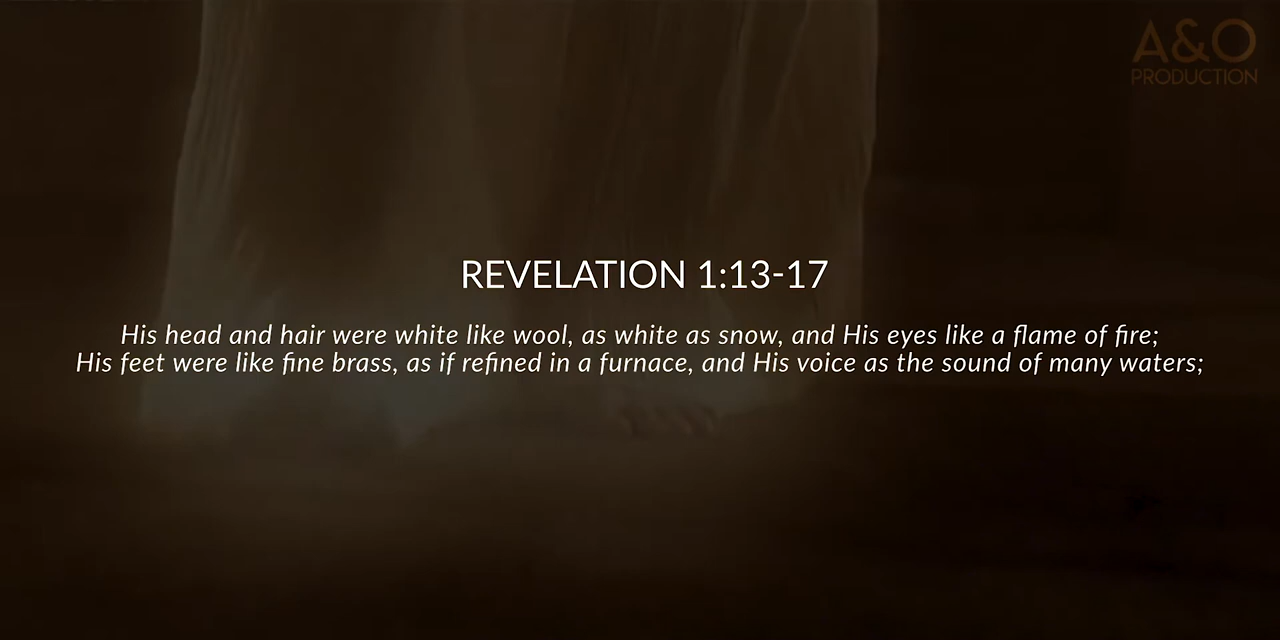 A&O
PRODUCTION
REVELATION 1:13-17
His head and hair were white like wool, as white as snow, and His eyes like a flame of fire;
His feet were like fine brass, as if refined in a furnace, and His voice as the sound of many waters;